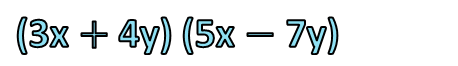 (3x + 4y) (5x – 7y)